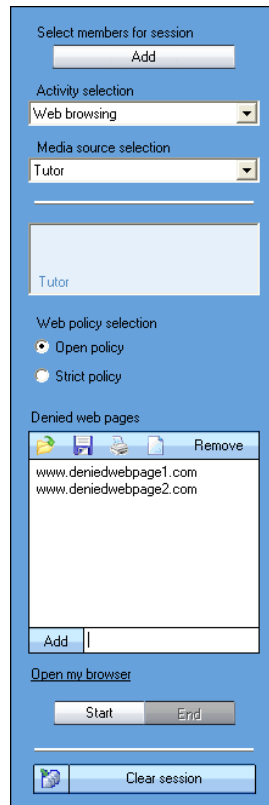 Select members for session
Add
Activity selection
Web browsing
Media source selection
Tutor
Tutor
Web policy selection
Open policy
Strict policy
Denied web pages
Remove
www.deniedwebpage1.com
www.deniedwebpage2.com
Add
Open my browser
Start End
Clear session